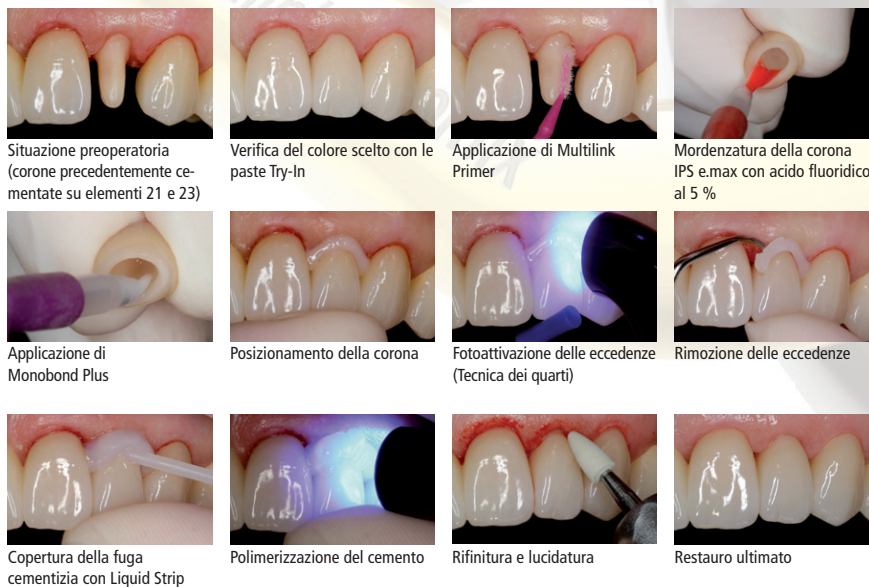 Situazione preoperatoria
(corone precedentemente ce-
mentate su elementi 21 e 23)
Verifica del colore scelto con le
paste Try-In
Applicazione di Multilink
Primer
Mordenzatura della corona
IPS e.max con acido fluoridico
al 5 %
Applicazione di
Monobond Plus
Posizionamento della corona
Fotoattivazione delle eccedenze
(Tecnica dei quarti)
Rimozione delle eccedenze
Copertura della fuga
cementizia con Liquid Strip
Polimerizzazione del cemento
Rifinitura e lucidatura
Restauro ultimato